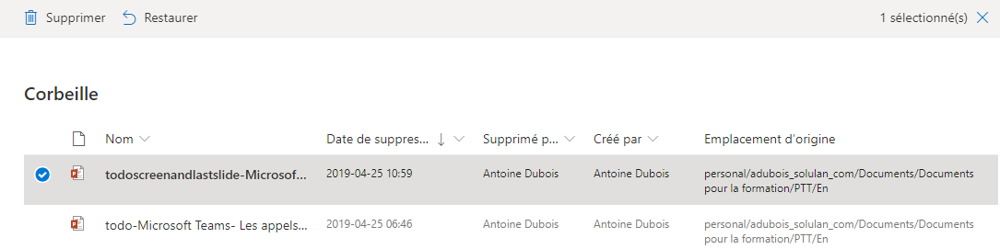 Supprimer Restaurer 1 sélectionné(s)
Corbeille
Nom Date de suppres... Supprimé p... Créé par Emplacement d'origine
todoscreenandlastslide-Microsof... 2019-04-25 10:59 Antoine Dubois Antoine Dubois personal/adubois_solulan_com/Documents/Documents
pour la formation/PTT/En
todo-Microsoft Teams- Les appels... 2019-04-25 06:46 Antoine Dubois Antoine Dubois personal/adubois_solulan_com/Documents/Documents
pour la formation/PTT/En